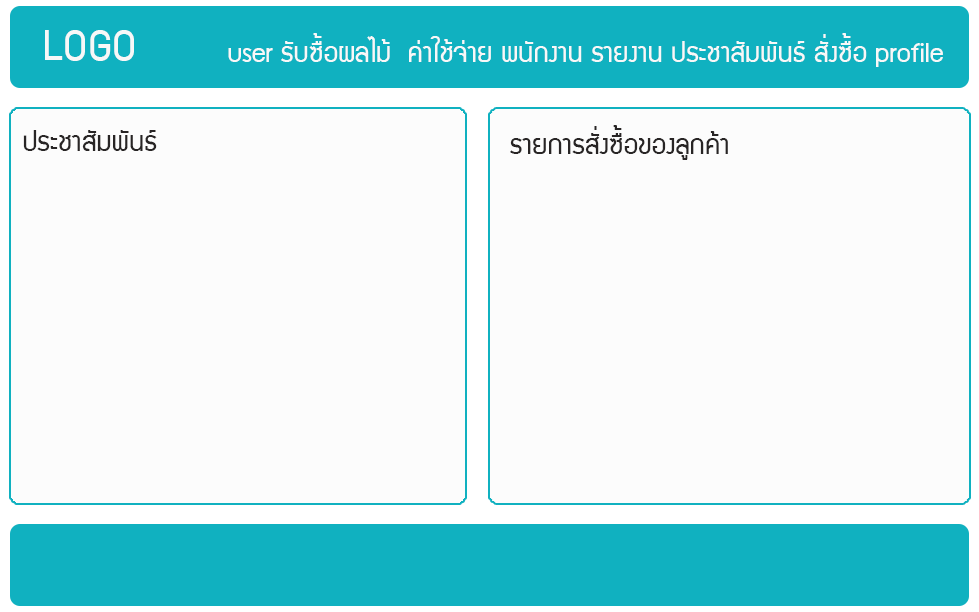 LOGO
user รับซื้อผลไม้ ค่าใช้จ่าย พนักงาน รายงาน ประชาสัมพันธ์ สั่งซื้อ profile
ประชาสัมพันธ์
รายการสั่งซื้อของลูกค้า